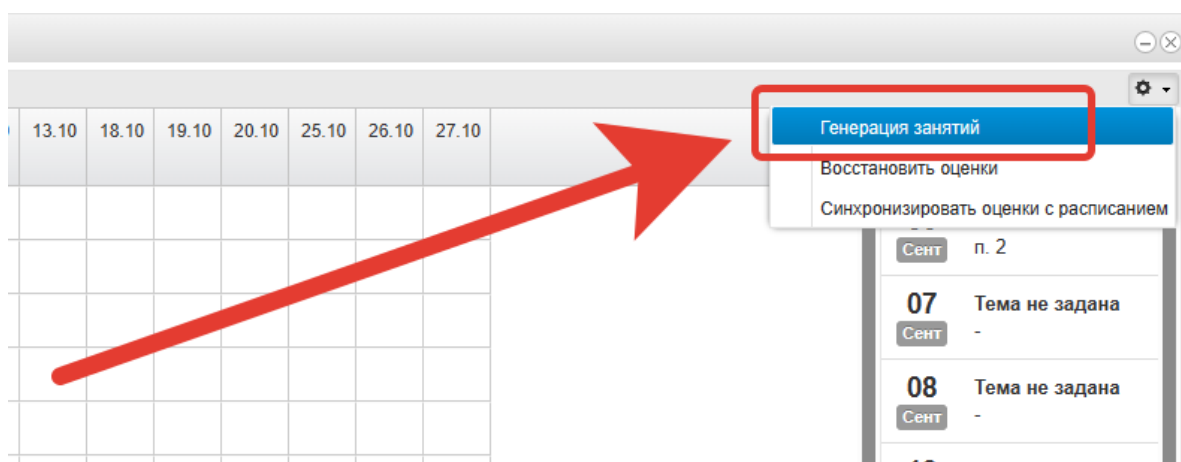 13.10 18.10 19.10 20.10 25.10 26.10 27.10
Генерация занятий
Восстановить оценки
Синхронизировать оценки с расписанием
Сент п. 2
07 Тема не задана
Сент -
08 Тема не задана
Сент -